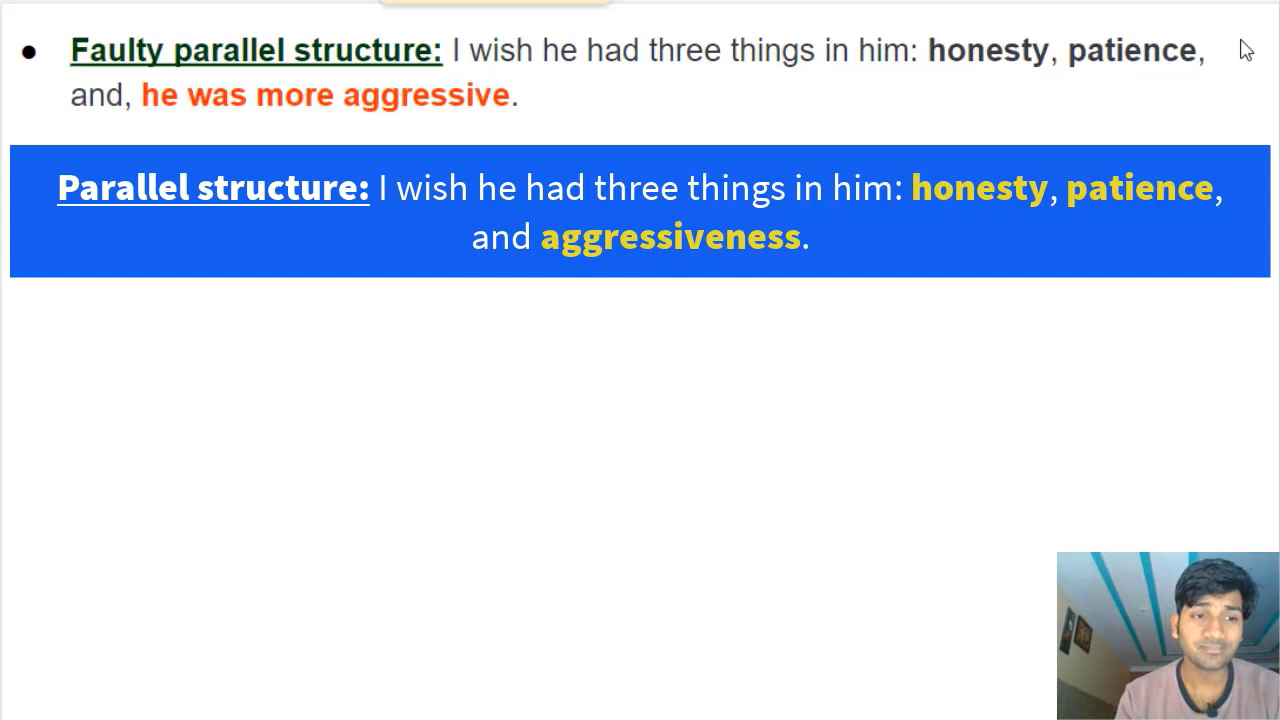 ● Faulty parallel structure: I wish he had three things in him: honesty, patience,
and, he was more aggressive.
Parallel structure: I wish he had three things in him: honesty, patience,
and aggressiveness.